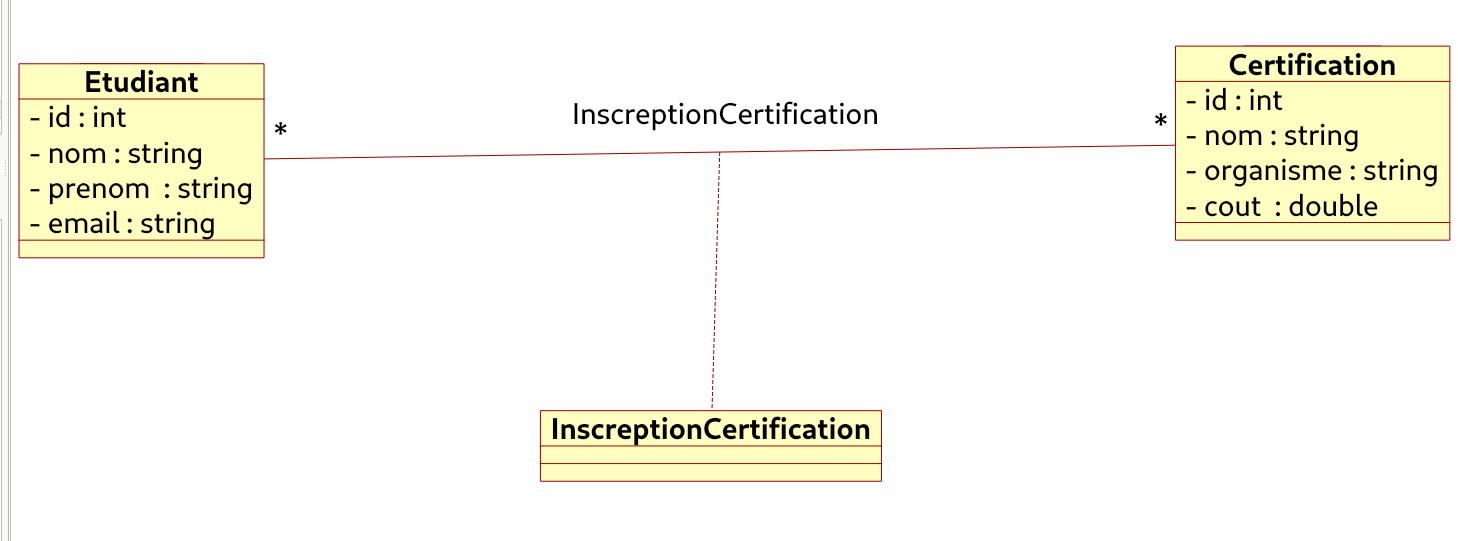 Etudiant
- id : int
- nom : string
- prenom : string
- email : string
*
InscreptionCertification
*
Certification
- id : int
- nom : string
- organisme : string
- cout : double
InscreptionCertification